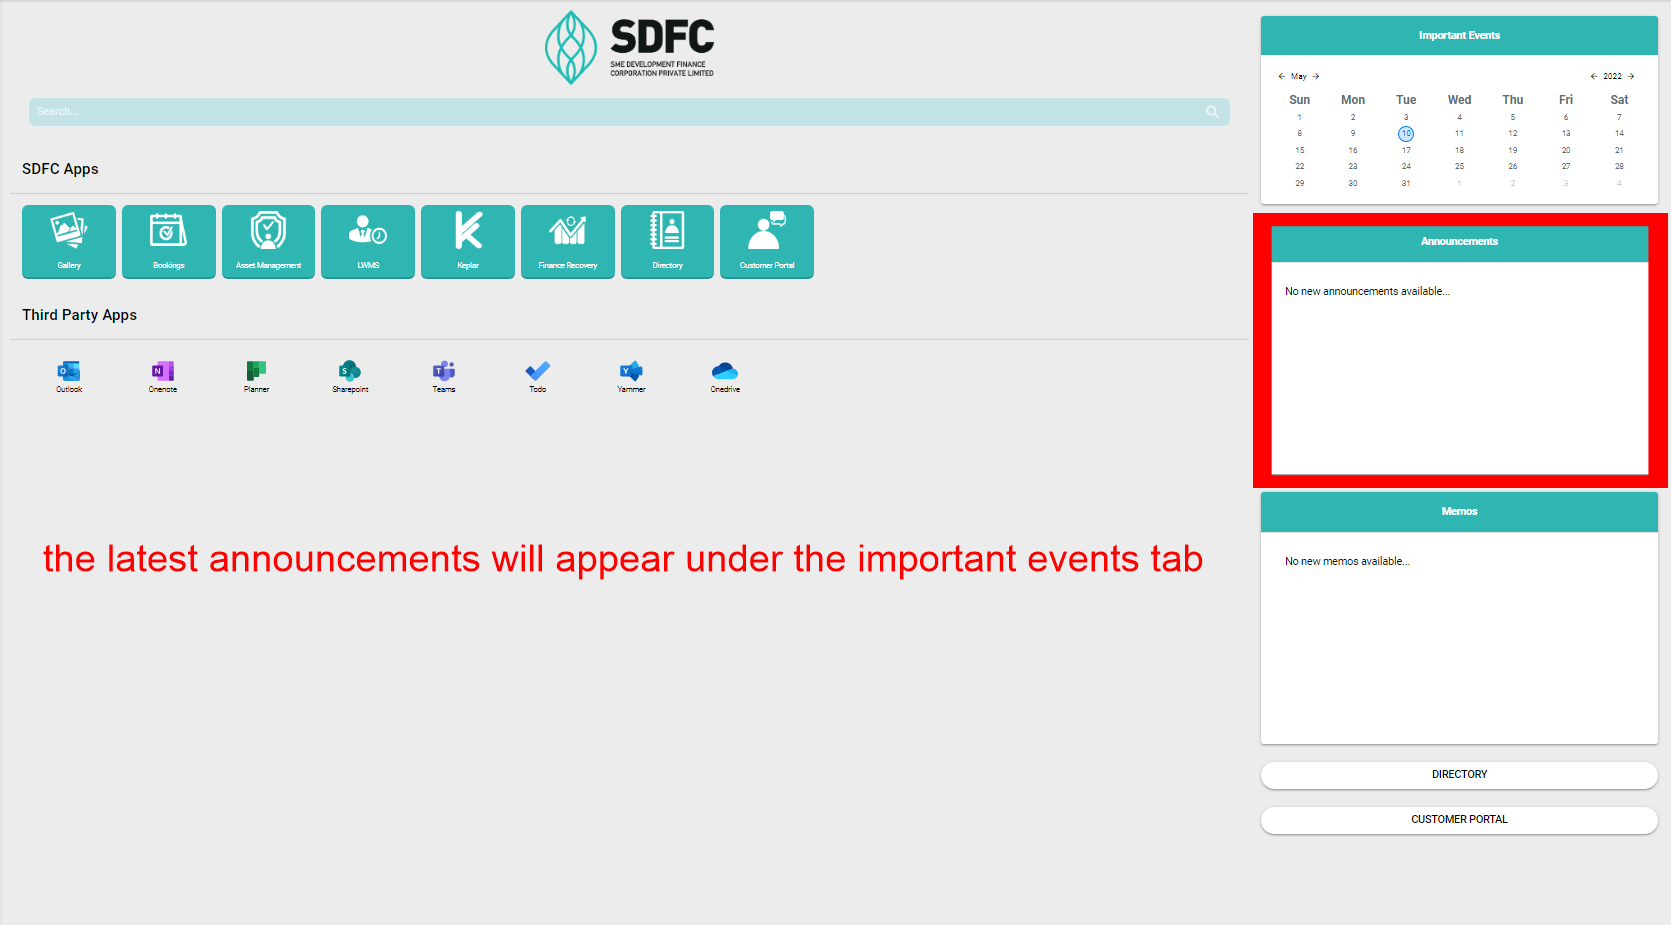 SDFC
SME DEVELOPMENT FINANCE
CORPORATION PRIVATE LIMITED
Search...
SDFC Apps
Gallery
Bookings
Asset Management
LWMS
Keplar
Finance Recovery
Directory
Customer Portal
Third Party Apps
Outlook
Onenote
Planner
Sharepoint
Teams
Todo
Yammer
Onedrive
the latest announcements will appear under the important events tab
Important Events
← May → ← 2022 →
Sun Mon Tue Wed Thu Fri Sat
1 2 3 4 5 6 7
8 9 10 11 12 13 14
15 16 17 18 19 20 21
22 23 24 25 26 27 28
29 30 31 1 2 3 4
Announcements
No new announcements available...
Memos
No new memos available...
DIRECTORY
CUSTOMER PORTAL